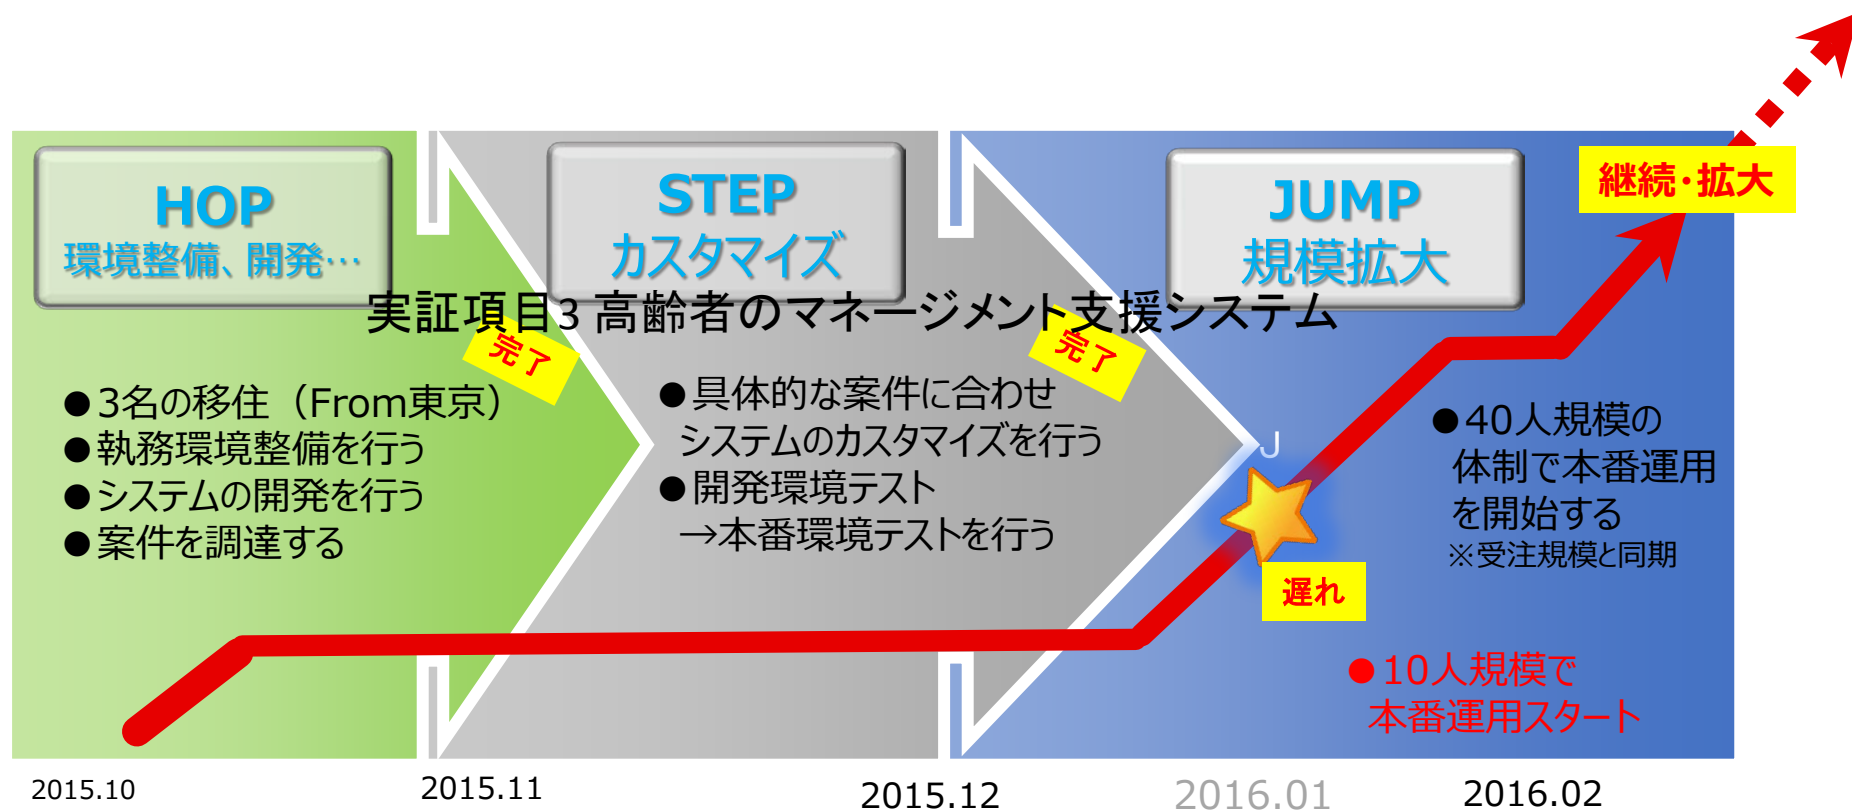 継続・拡大
HOP
環境整備、開発…
STEP
カスタマイズ
JUMP
規模拡大
実証項目3 高齢者のマネージメント支援システム
完了
完了
●3名の移住（From東京）
●執務環境整備を行う
●システムの開発を行う
●案件を調達する
●具体的な案件に合わせ
システムのカスタマイズを行う
●開発環境テスト
→本番環境テストを行う
J
遅れ
●40人規模の
体制で本番運用
を開始する
※受注規模と同期
●10人規模で
本番運用スタート
2015.10
2015.11
2015.12
2016.01
2016.02